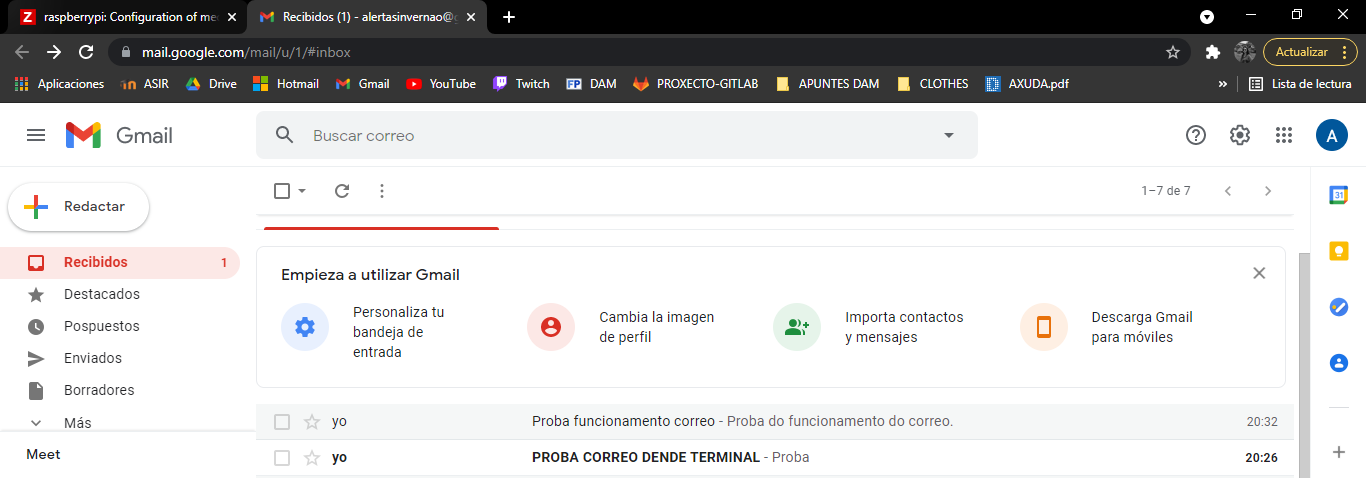 raspberrypi: Configuration of me
Recibidos (1) - alertasinvernao@g
mail.google.com/mail/u/1/#inbox
Actualizar
Aplicaciones
ASIR
Drive
Hotmail
Gmail
YouTube
Twitch
FP DAM
PROXECTO-GITLAB
APUNTES DAM
CLOTHES
AXUDA.pdf
»
Lista de lectura
Gmail
Buscar correo
A
Redactar
1–7 de 7
31
Recibidos 1
Destacados
Pospuestos
Enviados
Borradores
Más
Meet
Empieza a utilizar Gmail
Personaliza tu
bandeja de
entrada
Cambia la imagen
de perfil
Importa contactos
y mensajes
Descarga Gmail
para móviles
yo Proba funcionamento correo - Proba do funcionamento do correo. 20:32
yo PROBA CORREO DENDE TERMINAL - Proba 20:26